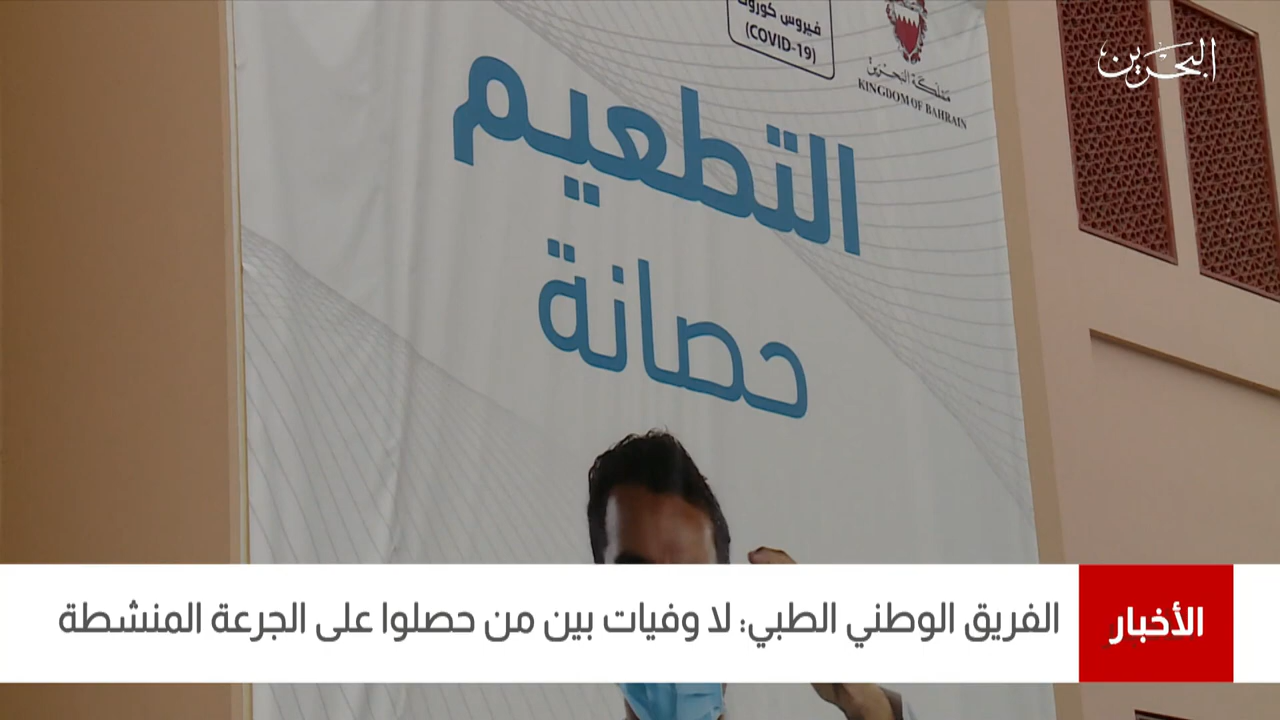 فيروس كورونا
(COVID-19)
مملكة البحرين
KINGDOM OF BAHRAIN
البحرين
التطعيم
حصانة
الأخبار
الفريق الوطني الطبي: لا وفيات بين من حصلوا على الجرعة المنشطة